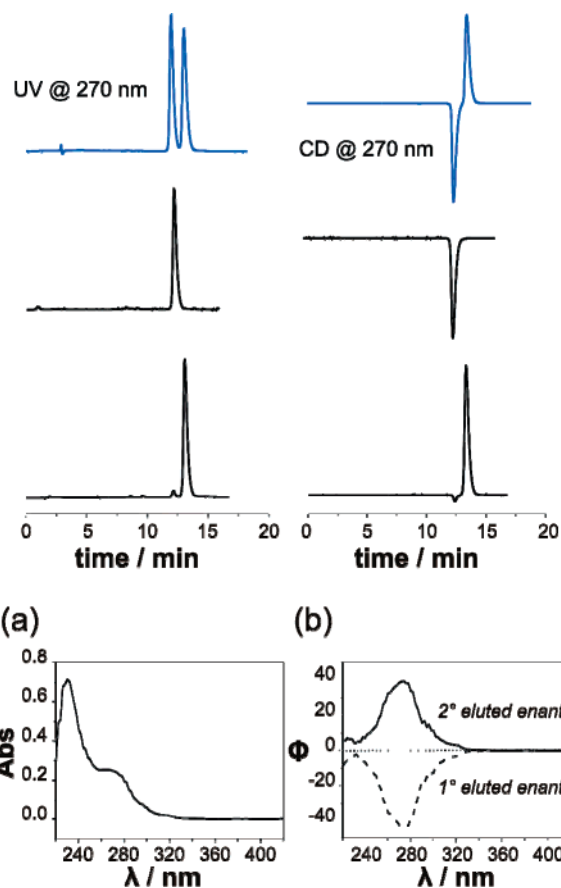 UV @ 270 nm
CD @ 270 nm
0 5 10 15 20
time / min
0 5 10 15 20
time / min
(a)
0.8
0.6
0.4
0.2
0.0
Abs
240 280 320 360 400
λ / nm
(b)
40
20
0
-20
-40
Φ
2° eluted enant
1° eluted enant
240 280 320 360 400
λ / nm